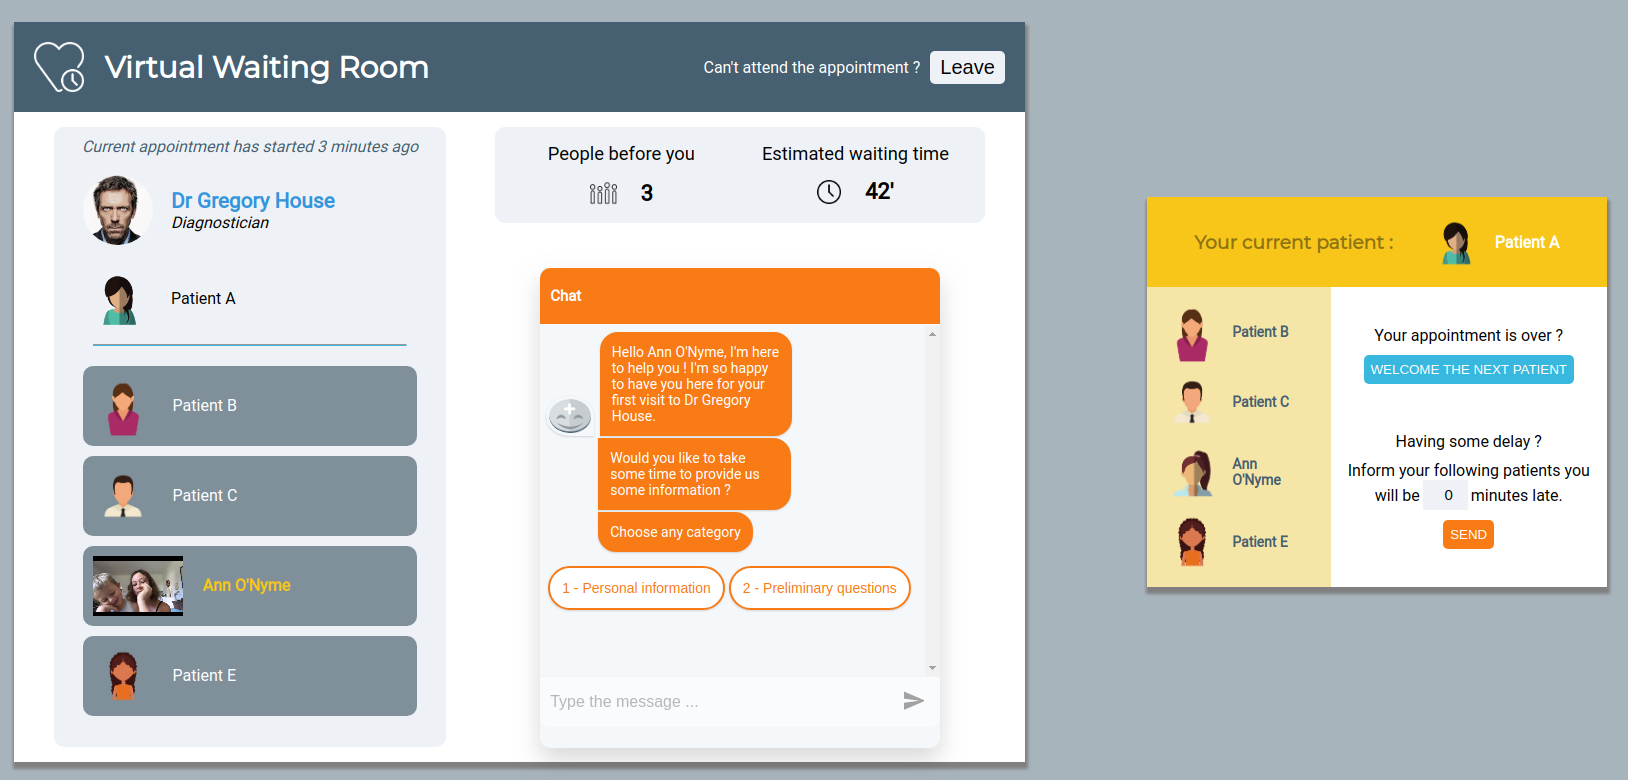 Virtual Waiting Room
Can't attend the appointment ? Leave
Current appointment has started 3 minutes ago
Dr Gregory House
Diagnostician
Patient A
Patient B
Patient C
Ann O'Nyme
Patient E
People before you
3
Estimated waiting time
42'
Chat
Hello Ann O'Nyme, I'm here
to help you ! I'm so happy
to have you here for your
first visit to Dr Gregory
House.
Would you like to take
some time to provide us
some information ?
Choose any category
1 - Personal information
2 - Preliminary questions
Type the message ...
Your current patient :
Patient A
Patient B
Patient C
Ann
O'Nyme
Patient E
Your appointment is over ?
WELCOME THE NEXT PATIENT
Having some delay ?
Inform your following patients you
will be 0 minutes late.
SEND